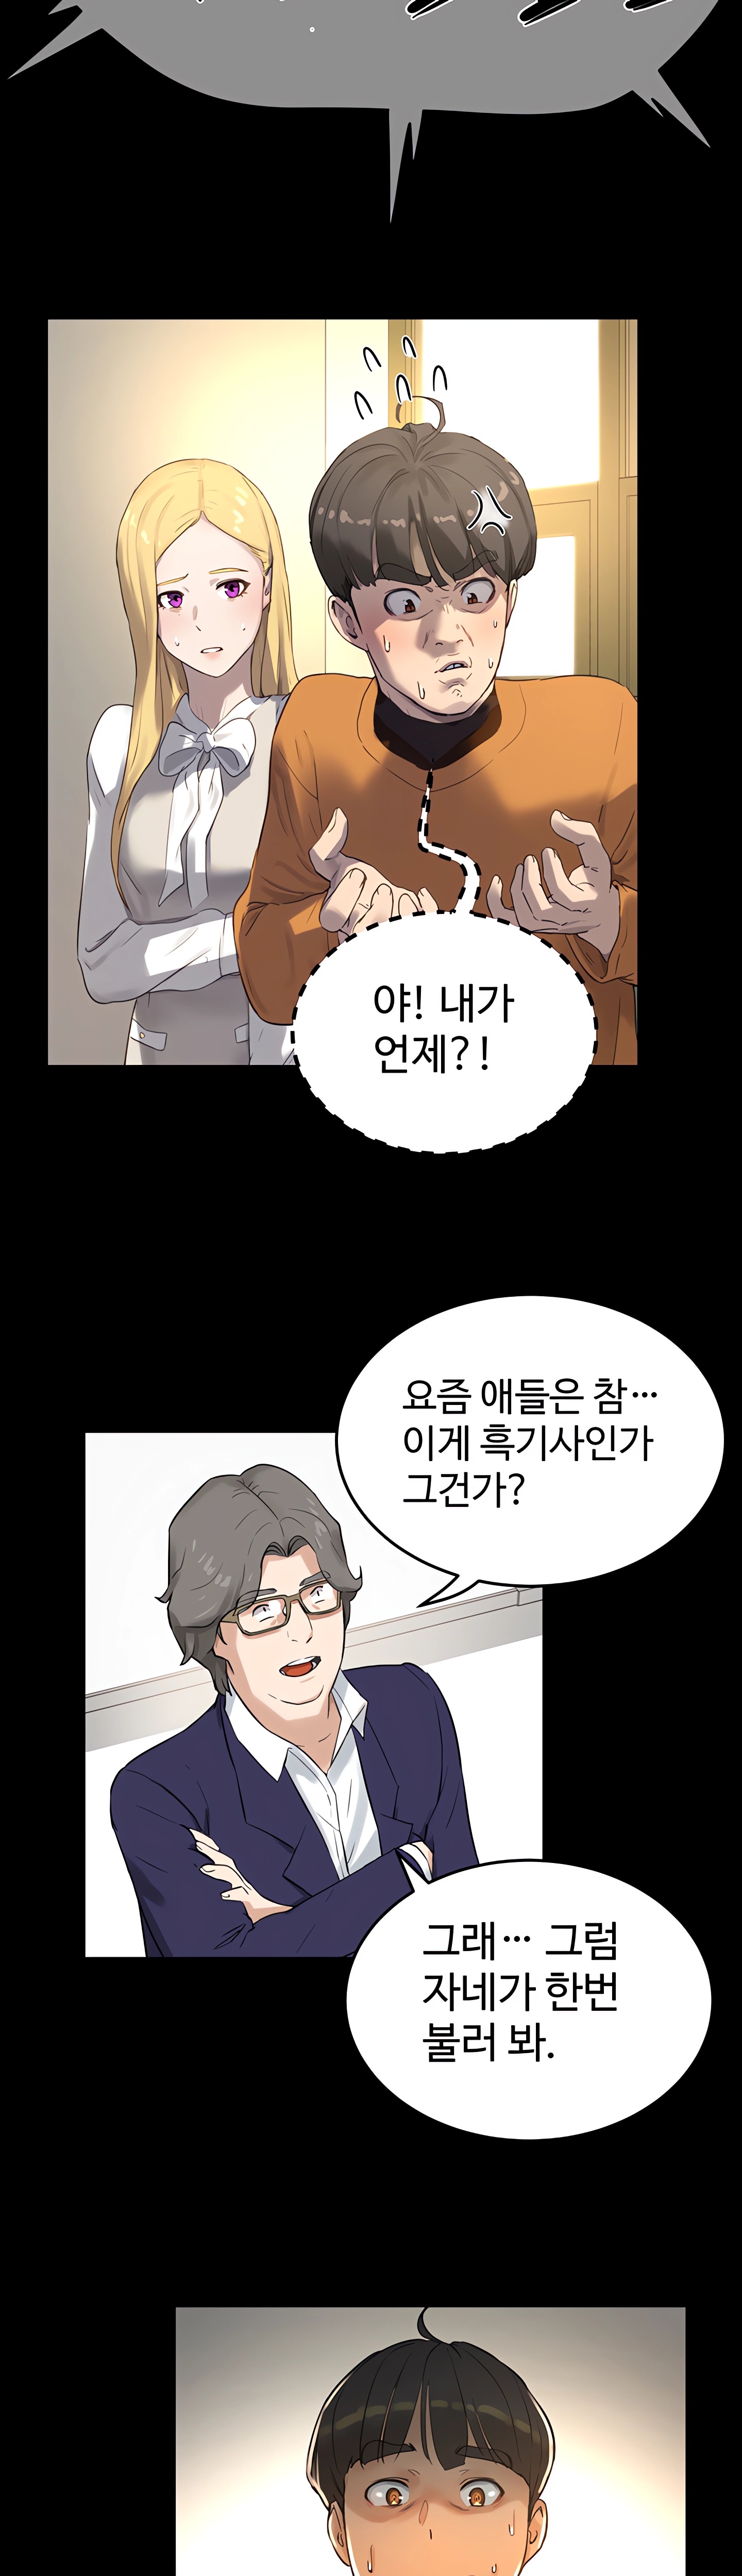 야! 내가
언제?!
요즘 애들은 참…
이게 흑기사인가
그건가?
그래… 그럼
자네가 한번
불러 봐.